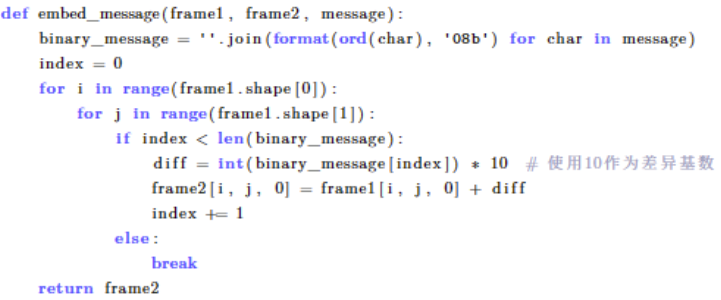 def embed_message(frame1, frame2, message):
    binary_message = ''.join(format(ord(char), '08b') for char in message)
    index = 0
    for i in range(frame1.shape[0]):
        for j in range(frame1.shape[1]):
            if index < len(binary_message):
                diff = int(binary_message[index]) * 10  # 使用10作为差异基数
                frame2[i, j, 0] = frame1[i, j, 0] + diff
                index += 1
            else:
                break
    return frame2